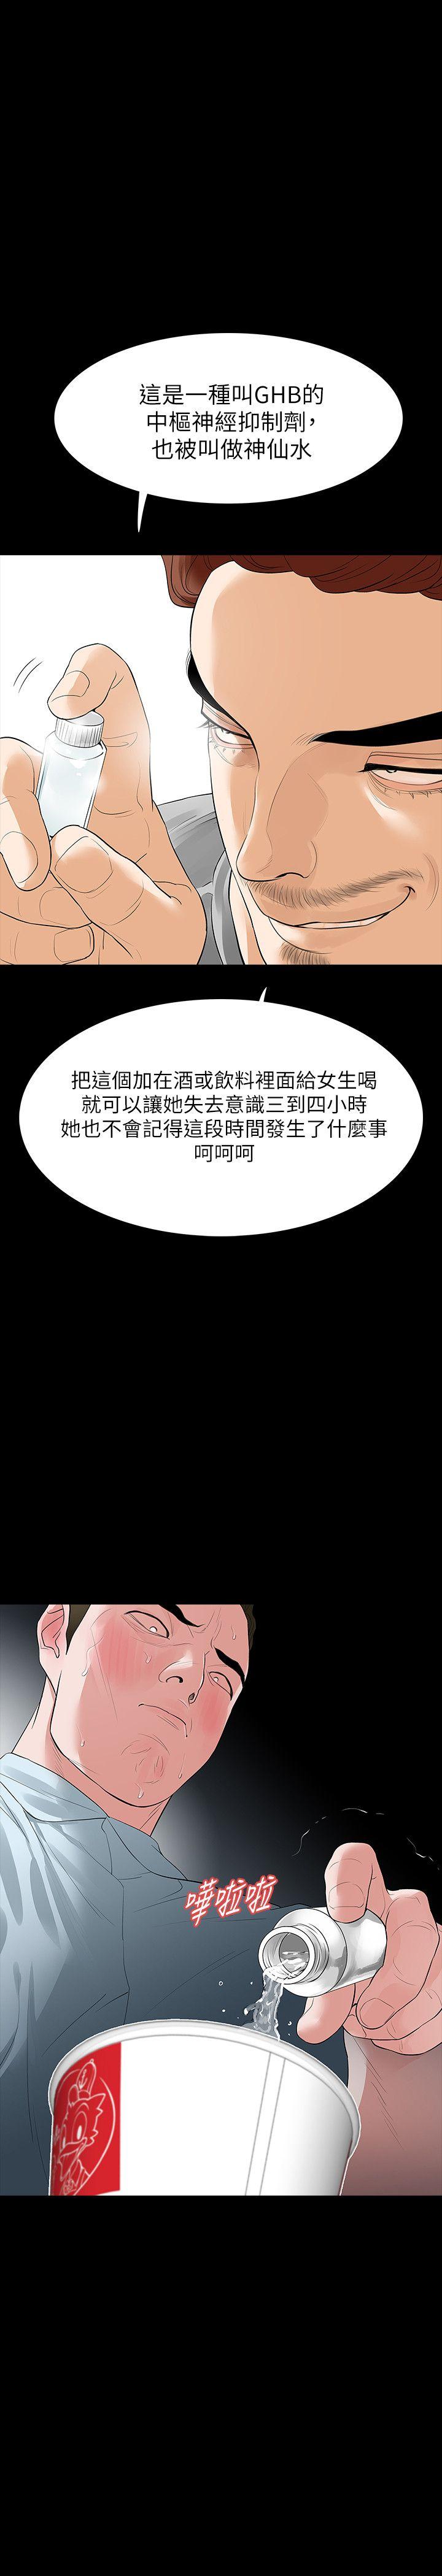 這是一種叫GHB的
中樞神經抑制劑,
也被叫做神仙水
把這個加在酒或飲料裡面給女生喝
就可以讓她失去意識三到四小時
她也不會記得這段時間發生了什麼事
呵呵呵
嘩啦啦